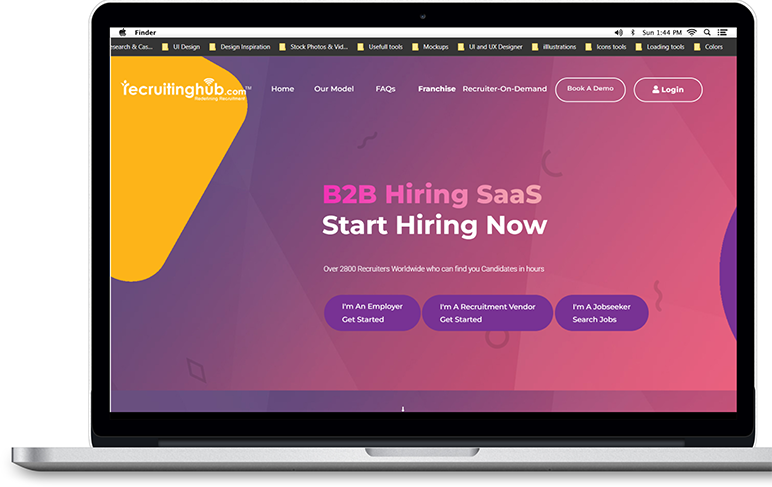 Finder
Sun 1:44 PM
esearch & Cas...
UI Design
Design Inspiration
Stock Photos & Vid...
Usefull tools
Mockups
UI and UX Designer
illlustrations
Icons tools
Loading tools
Colors
recruitinghub.com™
Redefining Recruitment
Home
Our Model
FAQs
Franchise
Recruiter-On-Demand
Book A Demo
Login
B2B Hiring SaaS
Start Hiring Now
Over 2800 Recruiters Worldwide who can find you Candidates in hours
I'm An Employer
Get Started
I'm A Recruitment Vendor
Get Started
I'm A Jobseeker
Search Jobs